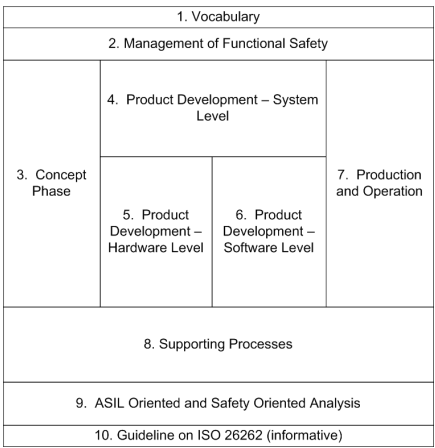 1. Vocabulary
2. Management of Functional Safety
3. Concept
Phase
4. Product Development – System
Level
5. Product
Development –
Hardware Level
6. Product
Development –
Software Level
7. Production
and Operation
8. Supporting Processes
9. ASIL Oriented and Safety Oriented Analysis
10. Guideline on ISO 26262 (informative)